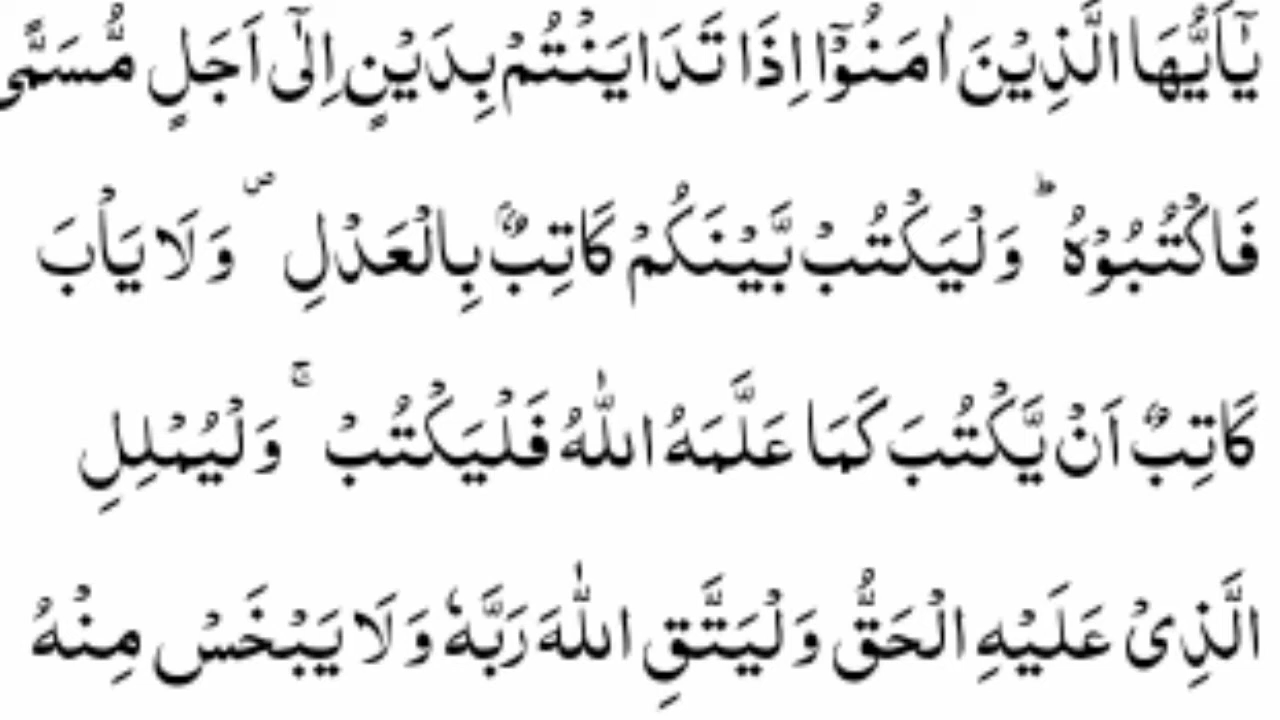 يٰٓاَيُّهَا الَّذِيْنَ اٰمَنُوْٓا اِذَا تَدَايَنْتُمْ بِدَيْنٍ اِلٰٓى اَجَلٍ مُّسَمًّى
فَاكْتُبُوْهُ ؕ وَلْيَكْتُبْ بَّيْنَكُمْ كَاتِبٌۢ بِالْعَدْلِ ۪ وَلَا يَاْبَ
كَاتِبٌ اَنْ يَّكْتُبَ كَمَا عَلَّمَهُ اللّٰهُ فَلْيَكْتُبْ ۚ وَلْيُمْلِلِ
الَّذِىْ عَلَيْهِ الْحَقُّ وَلْيَتَّقِ اللّٰهَ رَبَّهٗ وَلَا يَبْخَسْ مِنْهُ